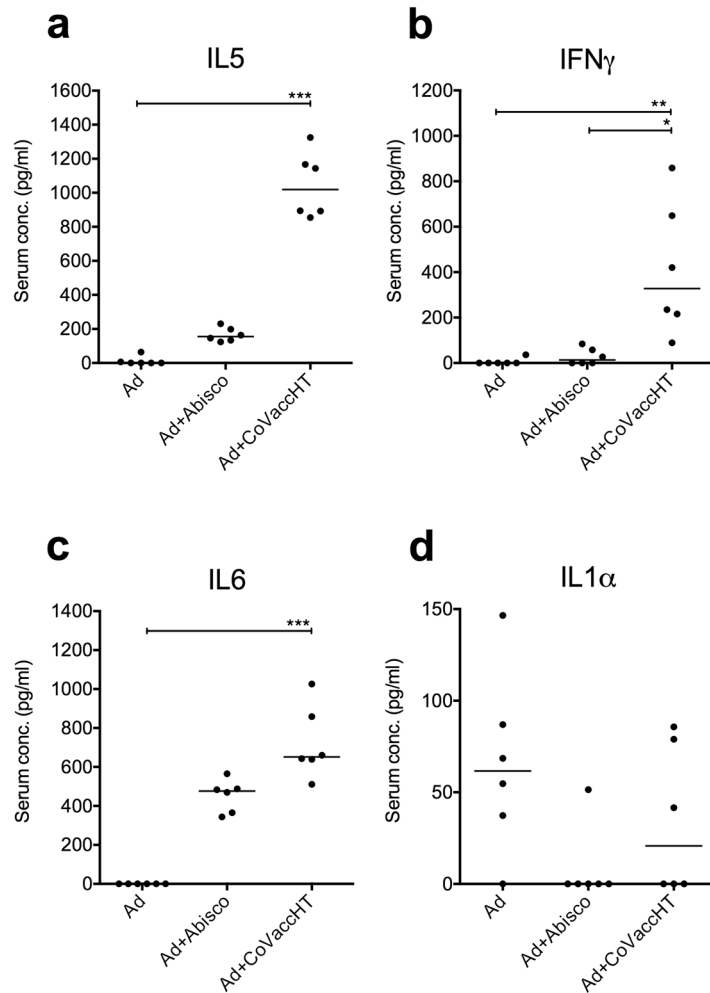 a
IL5
Serum conc. (pg/ml)
1600
1400
1200
1000
800
600
400
200
0
***
Ad
Ad+Abisco
Ad+CoVaccHT
b
IFNγ
Serum conc. (pg/ml)
1200
1000
800
600
400
200
0
**
*
Ad
Ad+Abisco
Ad+CoVaccHT
c
IL6
Serum conc. (pg/ml)
1400
1200
1000
800
600
400
200
0
***
Ad
Ad+Abisco
Ad+CoVaccHT
d
IL1α
Serum conc. (pg/ml)
150
100
50
0
Ad
Ad+Abisco
Ad+CoVaccHT